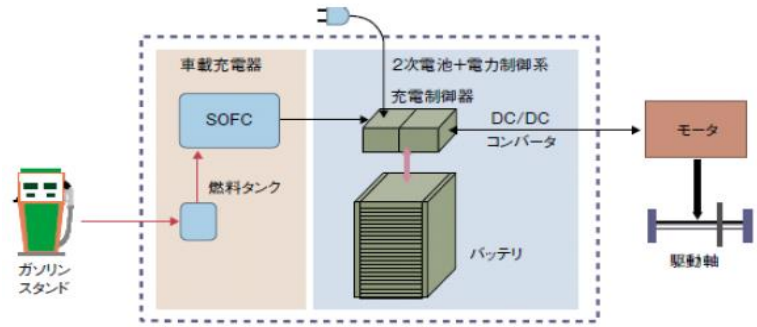 車載充電器
2次電池+電力制御系
充電制御器
SOFC
DC/DC
コンバータ
モータ
燃料タンク
バッテリ
駆動軸
ガソリン
スタンド